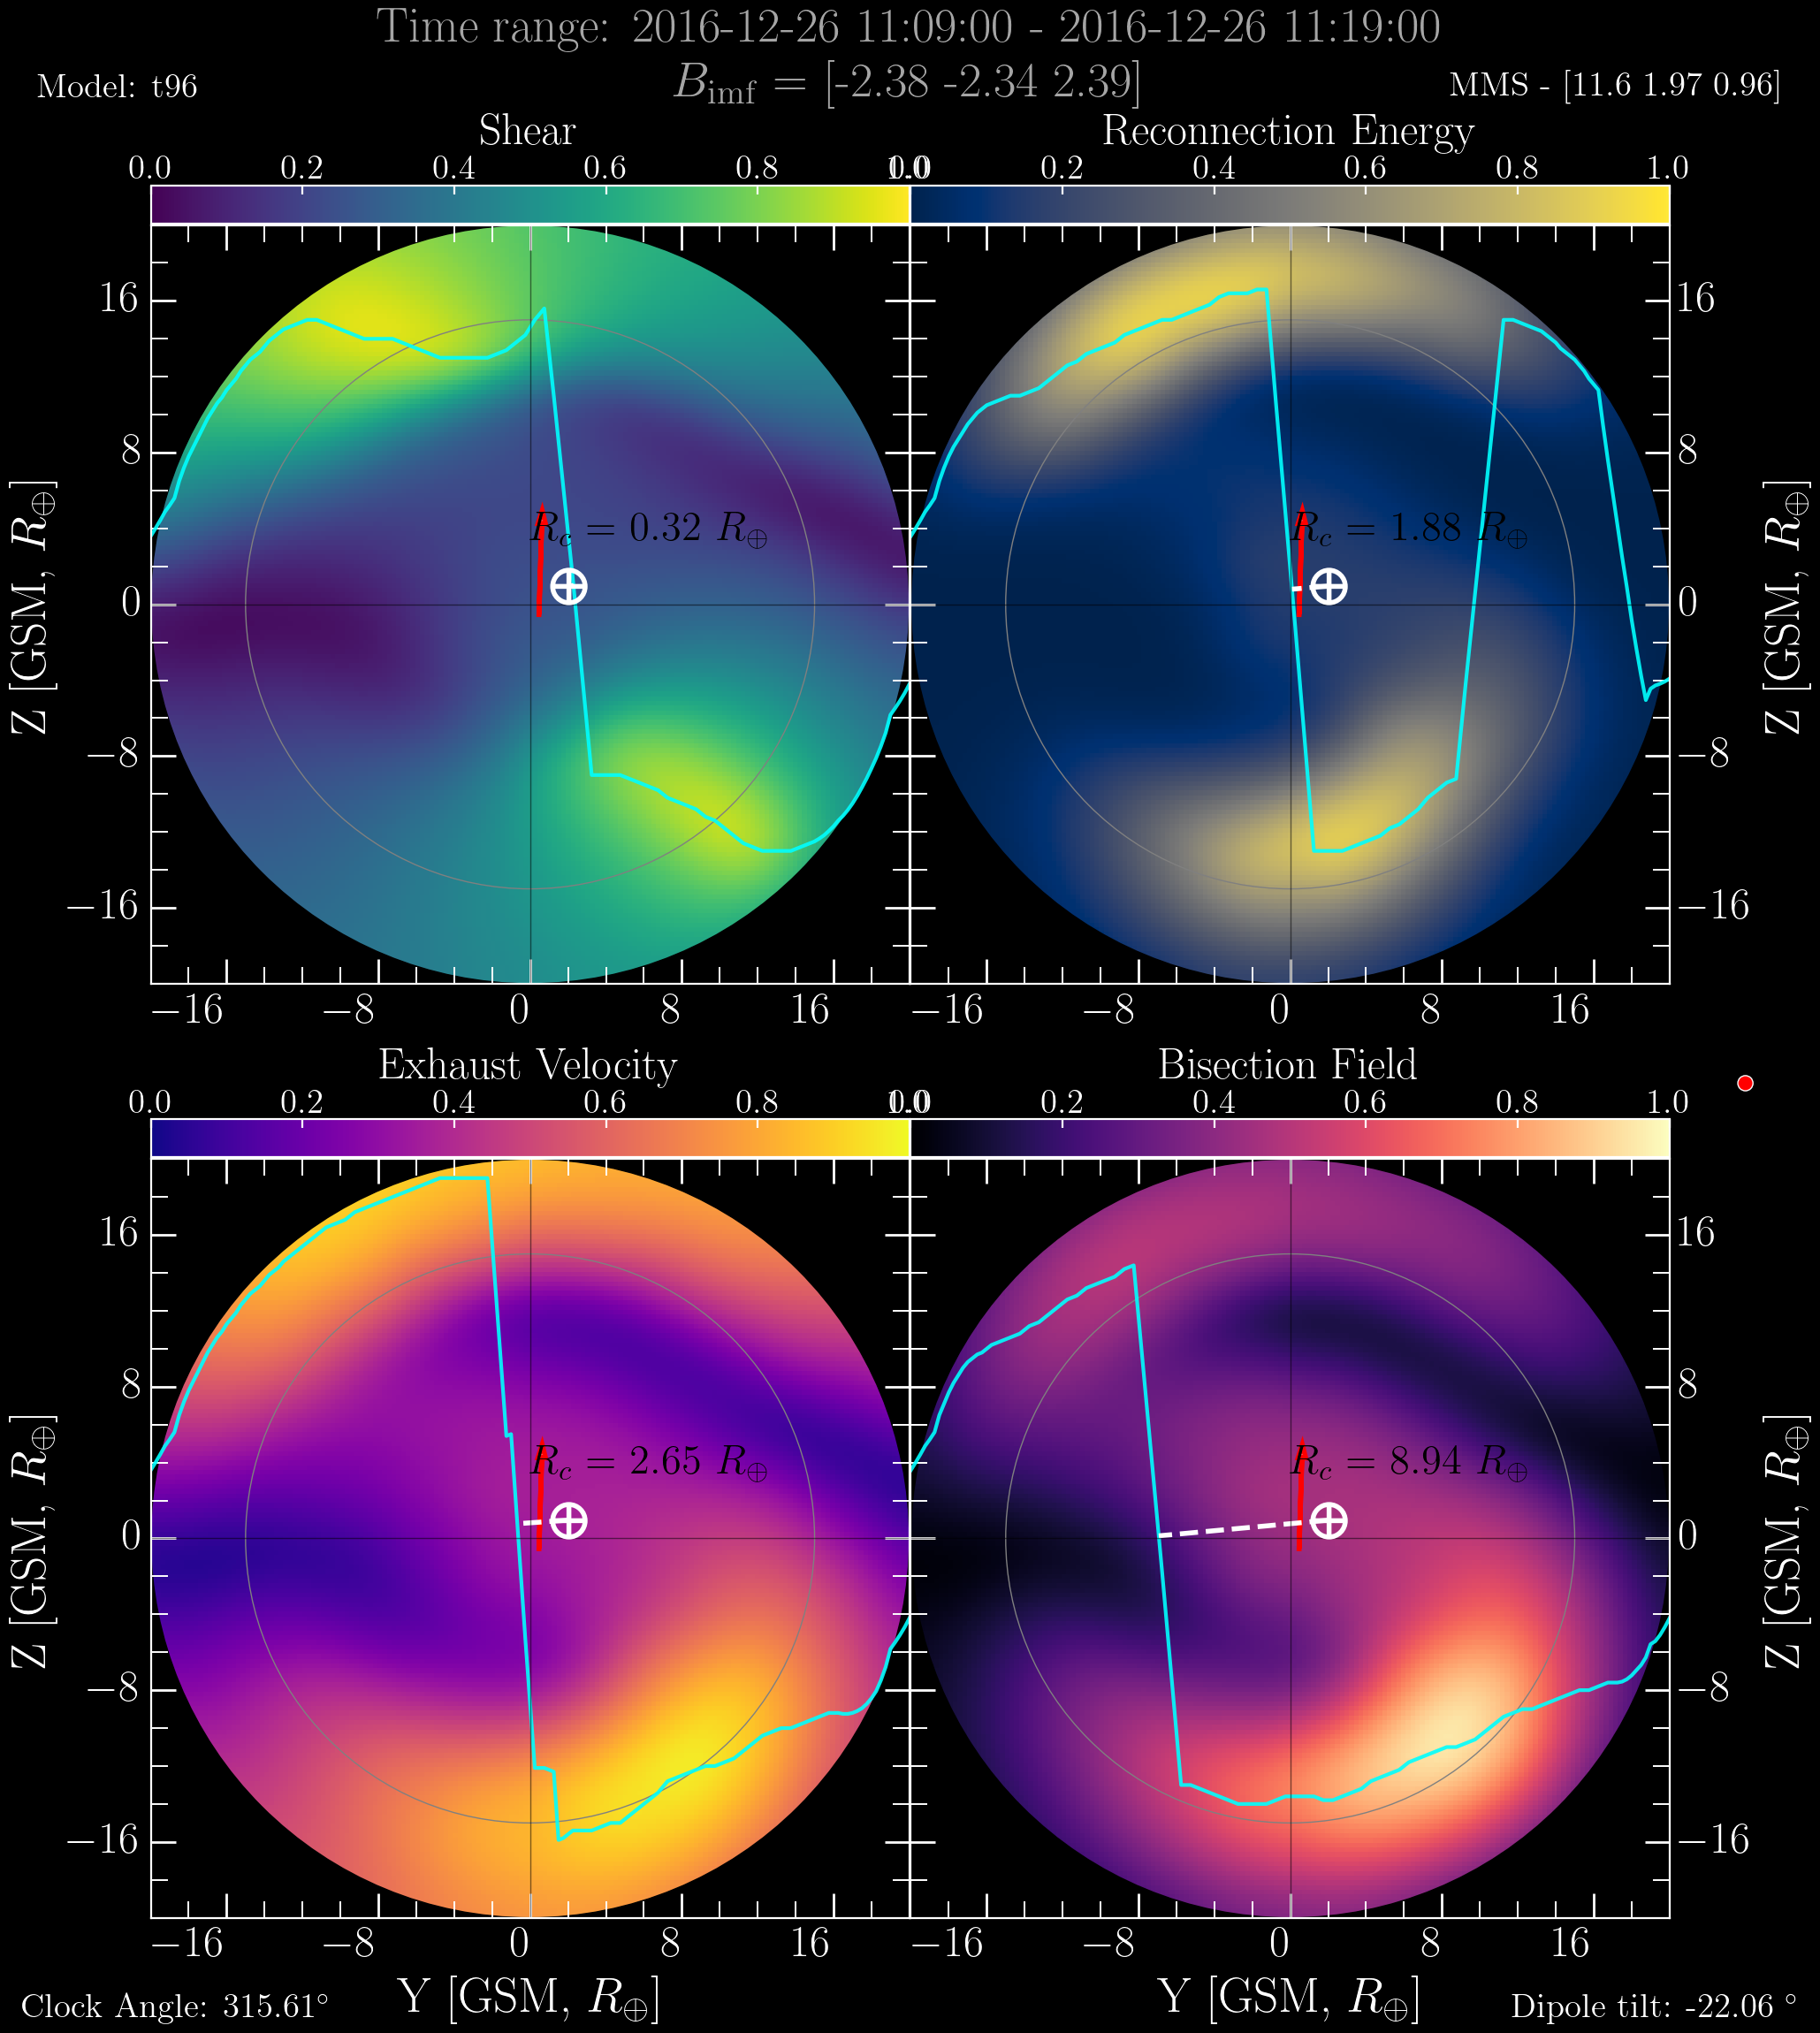 Time range: 2016-12-26 11:09:00 - 2016-12-26 11:19:00
Model: t96
B_imf = [-2.38 -2.34 2.39]
MMS - [11.6 1.97 0.96]
Shear
Reconnection Energy
0.0 0.2 0.4 0.6 0.8 1.0
0.0 0.2 0.4 0.6 0.8 1.0
16
8
0
−8
−16
Z [GSM, R⊕]
R_c = 0.32 R⊕
R_c = 1.88 R⊕
16
8
0
−8
−16
Z [GSM, R⊕]
−16 −8 0 8 16
−16 −8 0 8 16
Exhaust Velocity
Bisection Field
0.0 0.2 0.4 0.6 0.8 1.0
0.0 0.2 0.4 0.6 0.8 1.0
16
8
0
−8
−16
Z [GSM, R⊕]
R_c = 2.65 R⊕
R_c = 8.94 R⊕
16
8
0
−8
−16
Z [GSM, R⊕]
−16 −8 0 8 16
−16 −8 0 8 16
Y [GSM, R⊕]
Y [GSM, R⊕]
Clock Angle: 315.61°
Dipole tilt: -22.06 °